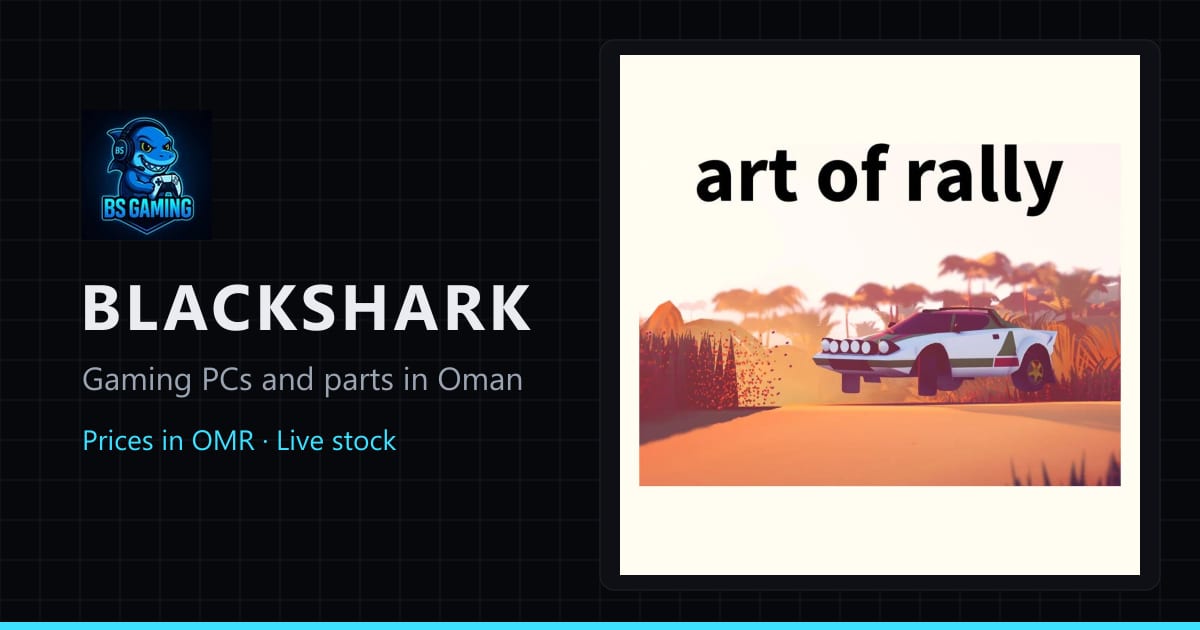 BS
BS GAMING
BLACKSHARK
Gaming PCs and parts in Oman
Prices in OMR · Live stock
art of rally